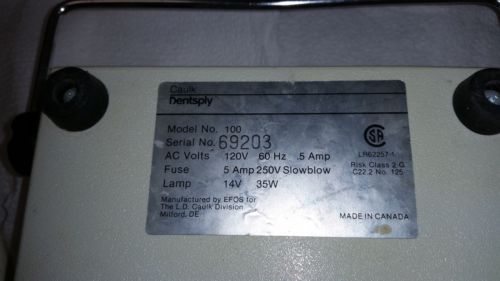 Caulk
Dentsply
Model No. 100
Serial No. 69203
AC Volts 120V 60 Hz .5 Amp
Fuse 5 Amp 250V Slowblow
Lamp 14V 35W
Manufactured by EFOS for
The L.D. Caulk Division
Milford, DE
LR62257-1
Risk Class 2 G
C22.2 No. 125
MADE IN CANADA